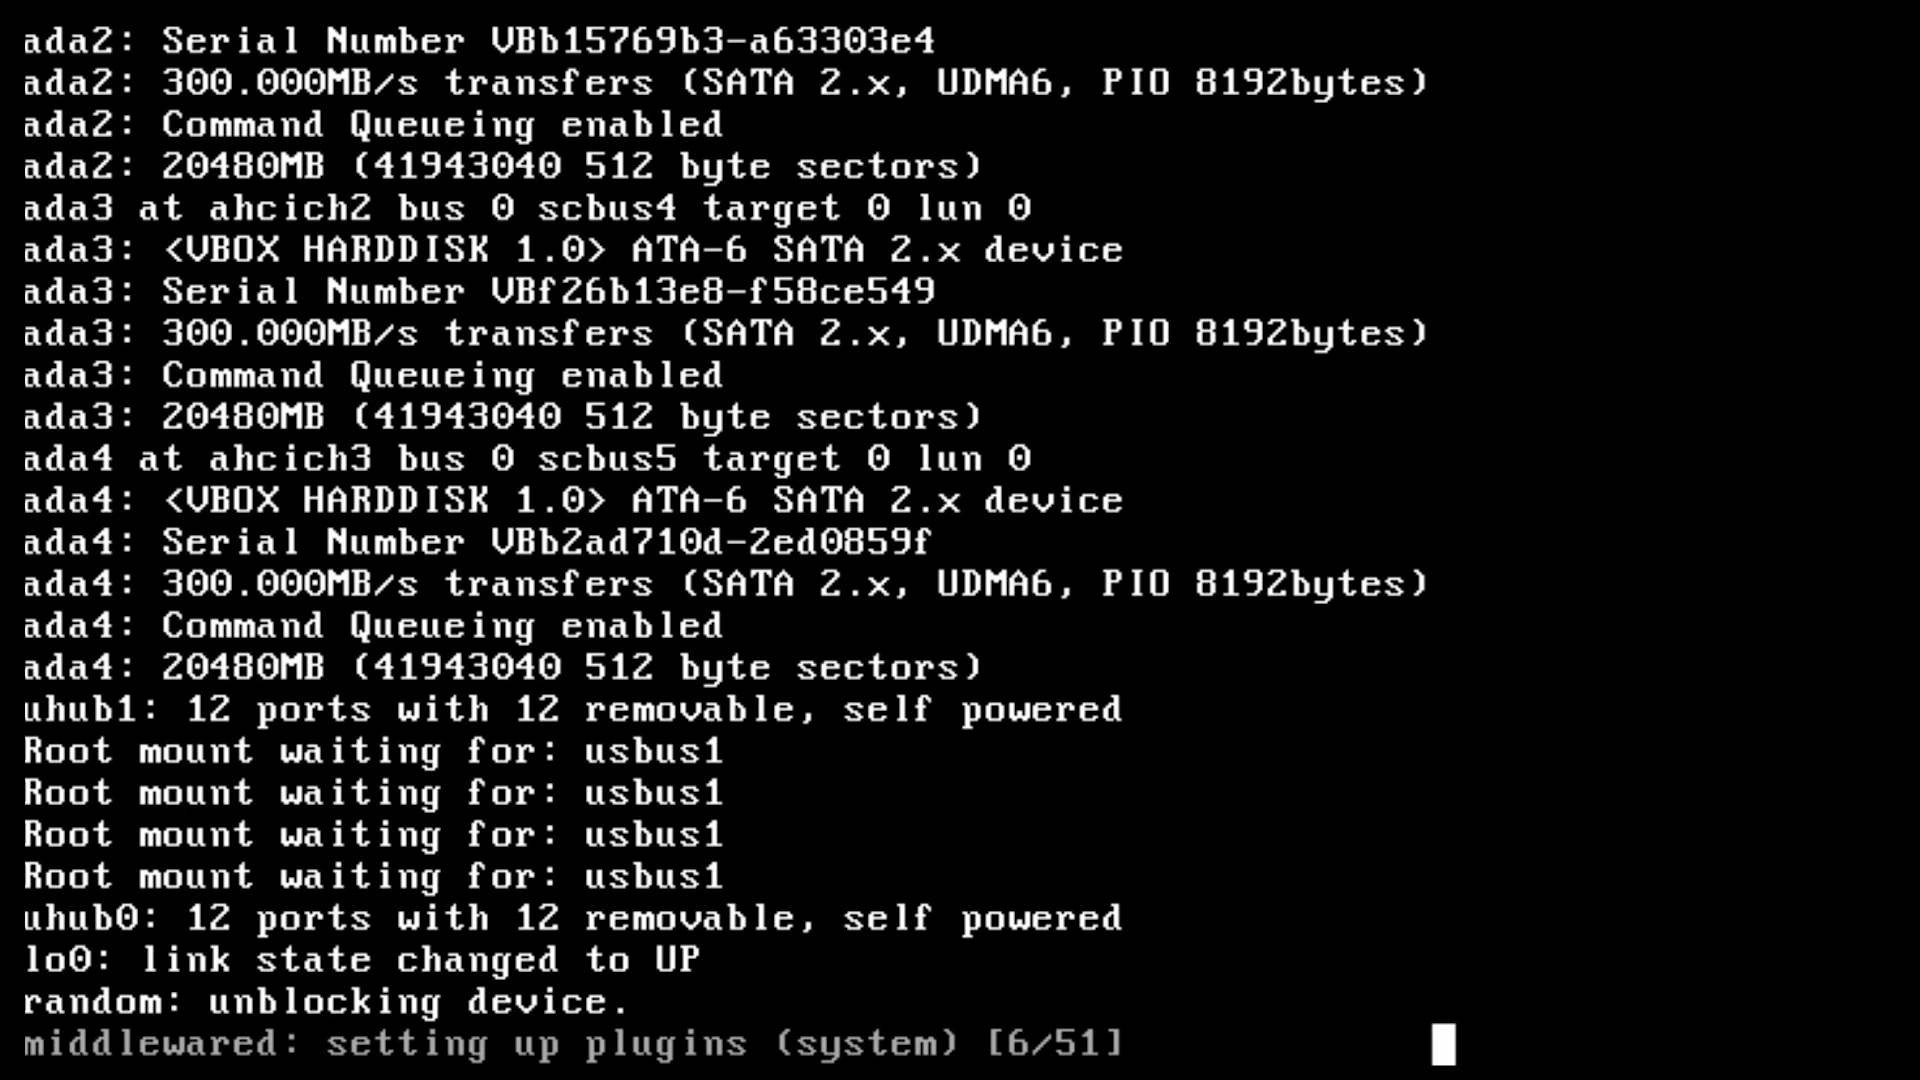 ada2: Serial Number VBb15769b3-a63303e4
ada2: 300.000MB/s transfers (SATA 2.x, UDMA6, PIO 8192bytes)
ada2: Command Queueing enabled
ada2: 20480MB (41943040 512 byte sectors)
ada3 at ahcich2 bus 0 scbus4 target 0 lun 0
ada3: <VBOX HARDDISK 1.0> ATA-6 SATA 2.x device
ada3: Serial Number VBf26b13e8-f58ce549
ada3: 300.000MB/s transfers (SATA 2.x, UDMA6, PIO 8192bytes)
ada3: Command Queueing enabled
ada3: 20480MB (41943040 512 byte sectors)
ada4 at ahcich3 bus 0 scbus5 target 0 lun 0
ada4: <VBOX HARDDISK 1.0> ATA-6 SATA 2.x device
ada4: Serial Number VBb2ad710d-2ed0859f
ada4: 300.000MB/s transfers (SATA 2.x, UDMA6, PIO 8192bytes)
ada4: Command Queueing enabled
ada4: 20480MB (41943040 512 byte sectors)
uhub1: 12 ports with 12 removable, self powered
Root mount waiting for: usbus1
Root mount waiting for: usbus1
Root mount waiting for: usbus1
Root mount waiting for: usbus1
uhub0: 12 ports with 12 removable, self powered
lo0: link state changed to UP
random: unblocking device.
middlewared: setting up plugins (system) [6/51]